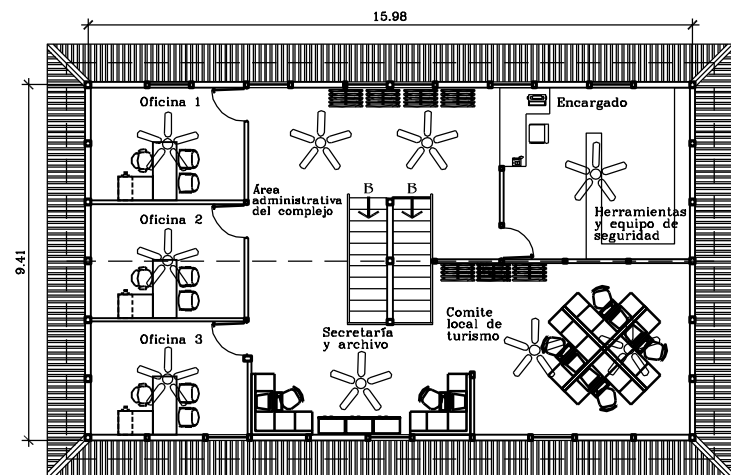 15.98
Oficina 1
Encargado
Área
administrativa
del complejo
B B
Herramientas
y equipo de
seguridad
Oficina 2
9.41
Comite
local de
turismo
Secretaría
y archivo
Oficina 3